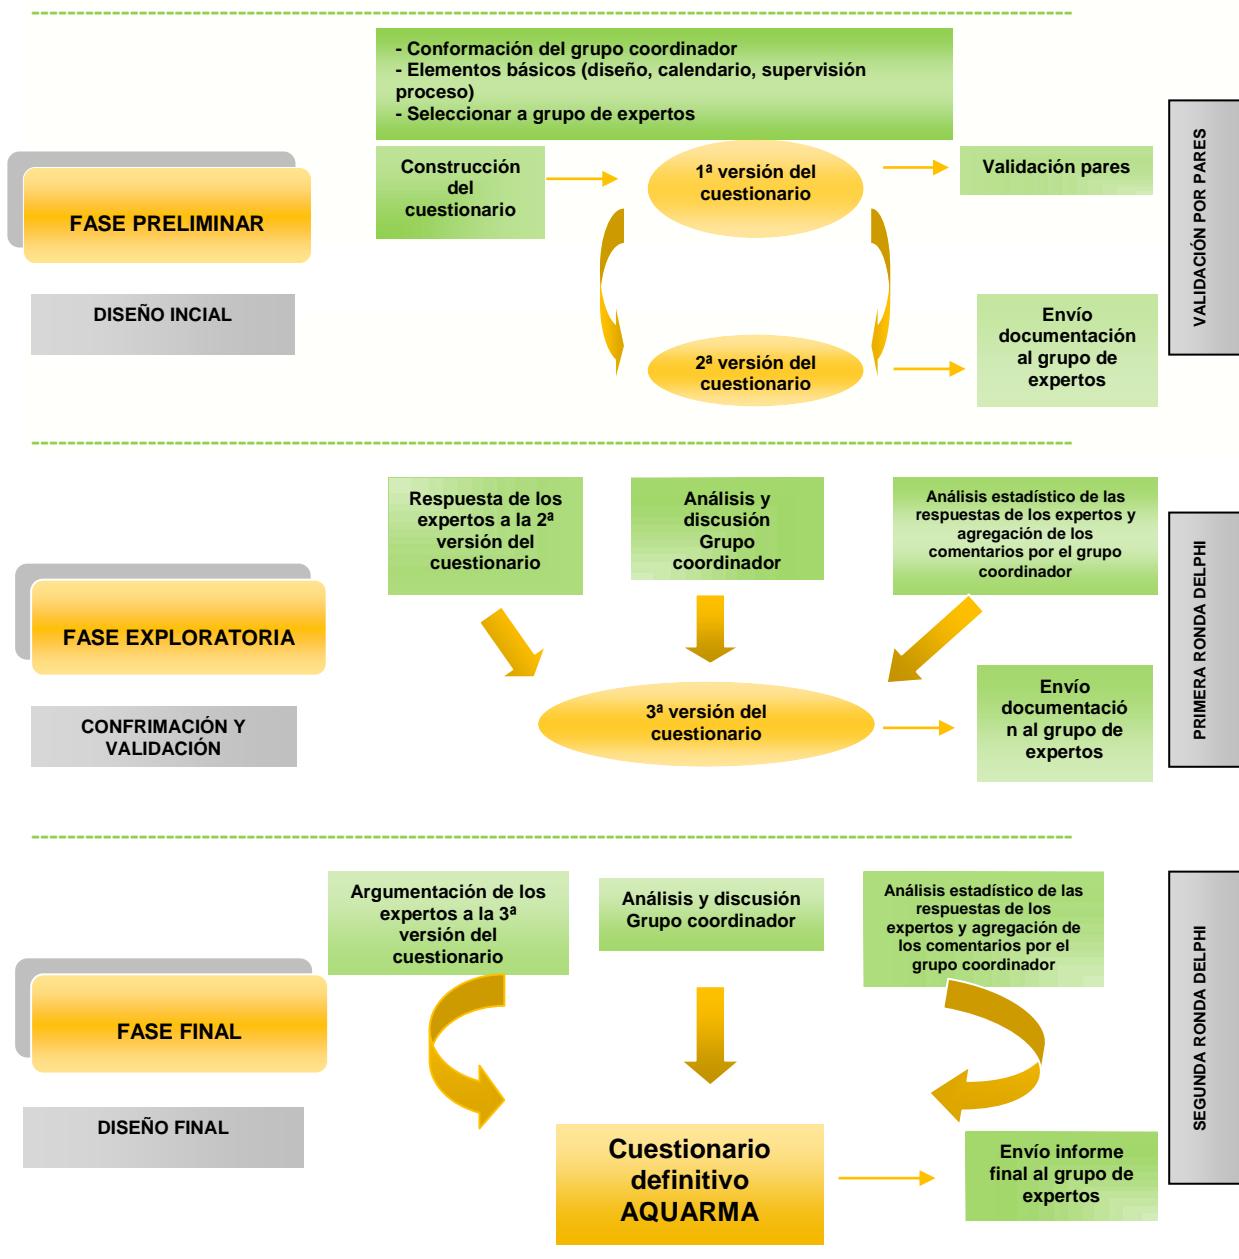 - Conformación del grupo coordinador
- Elementos básicos (diseño, calendario, supervisión
proceso)
- Seleccionar a grupo de expertos
FASE PRELIMINAR
DISEÑO INCIAL
Construcción
del
cuestionario
1ª versión del
cuestionario
Validación pares
2ª versión del
cuestionario
Envío
documentación
al grupo de
expertos
VALIDACIÓN POR PARES
FASE EXPLORATORIA
CONFRIMACIÓN Y
VALIDACIÓN
Respuesta de los
expertos a la 2ª
versión del
cuestionario
Análisis y
discusión
Grupo
coordinador
Análisis estadístico de las
respuestas de los expertos y
agregación de los
comentarios por el grupo
coordinador
3ª versión del
cuestionario
Envío
documentació
n al grupo de
expertos
PRIMERA RONDA DELPHI
FASE FINAL
DISEÑO FINAL
Argumentación de los
expertos a la 3ª
versión del
cuestionario
Análisis y discusión
Grupo coordinador
Análisis estadístico de las
respuestas de los
expertos y agregación de
los comentarios por el
grupo coordinador
Cuestionario
definitivo
AQUARMA
Envío informe
final al grupo de
expertos
SEGUNDA RONDA DELPHI